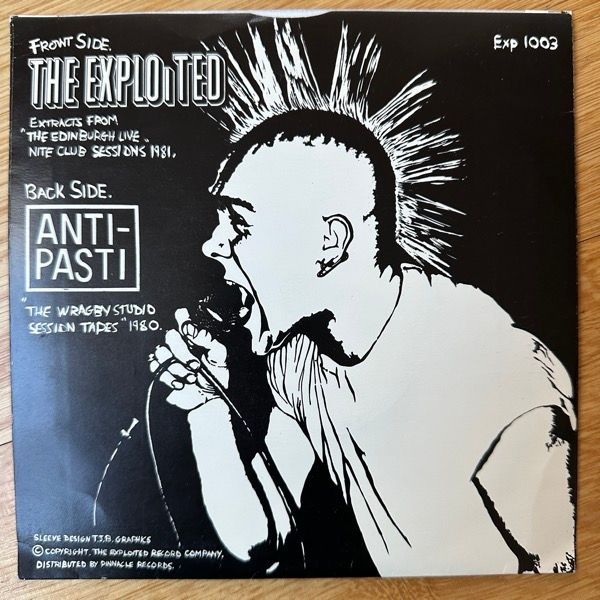 FRONT SIDE.
THE EXPLOiTED
EXTRACTS FROM
"THE EDINBURGH LIVE"
NITE CLUB SESSIONS 1981.
BACK SIDE.
ANTI-
PASTI
"THE WRAGBY STUDIO
SESSION TAPES" 1980.
Exp 1003
SLEEVE DESIGN T.J.B. GRAPHIKS
© COPYRIGHT. THE EXPLOITED RECORD COMPANY.
DISTRIBUTED BY PINNACLE RECORDS.